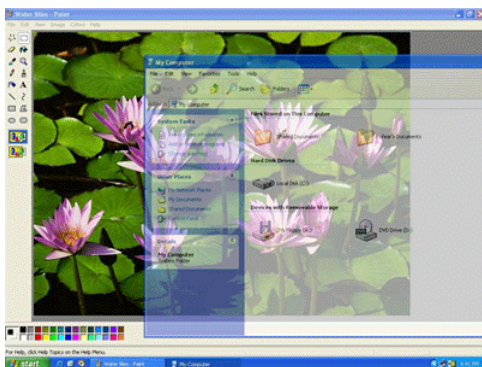 Water lilies - Paint
File Edit View Image Colors Help
My Computer
File Edit View Favorites Tools Help
Back Search Folders
My Computer
System Tasks
Files Stored on This Computer
Shared Documents
Documents
Hard Disk Drives
Other Places
Local Disk (C:)
My Network Places
My Documents
Shared Documents
Control Panel
Devices with Removable Storage
Floppy (A:)
DVD Drive
Details
My Computer
System Folder
For Help, click Help Topics on the Help Menu.
start
Water lilies - Paint
My Computer